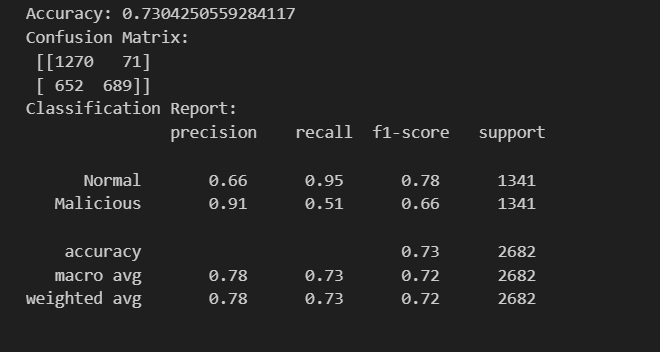 Accuracy: 0.7304250559284117
Confusion Matrix:
[[1270 71]
[ 652 689]]
Classification Report:
precision recall f1-score support
Normal 0.66 0.95 0.78 1341
Malicious 0.91 0.51 0.66 1341
accuracy 0.73 2682
macro avg 0.78 0.73 0.72 2682
weighted avg 0.78 0.73 0.72 2682